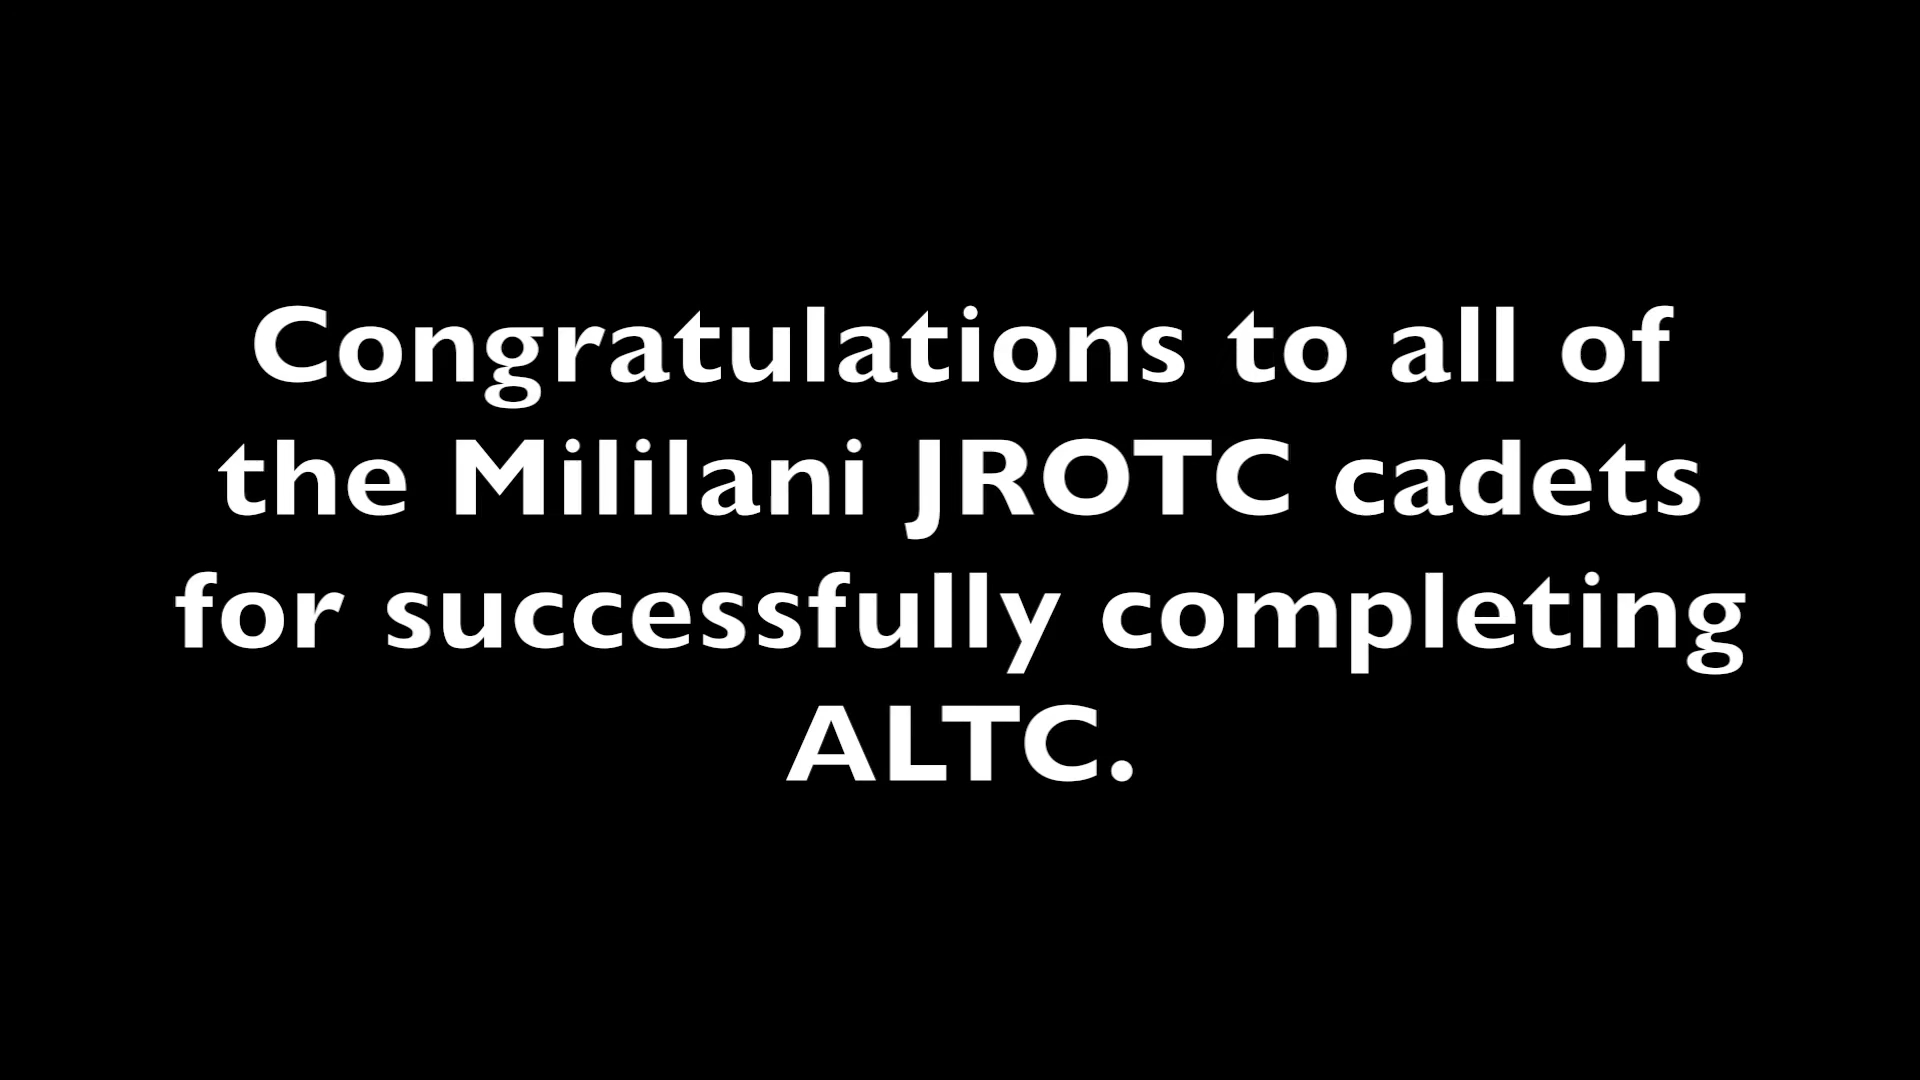 Congratulations to all of
the Mililani JROTC cadets
for successfully completing
ALTC.